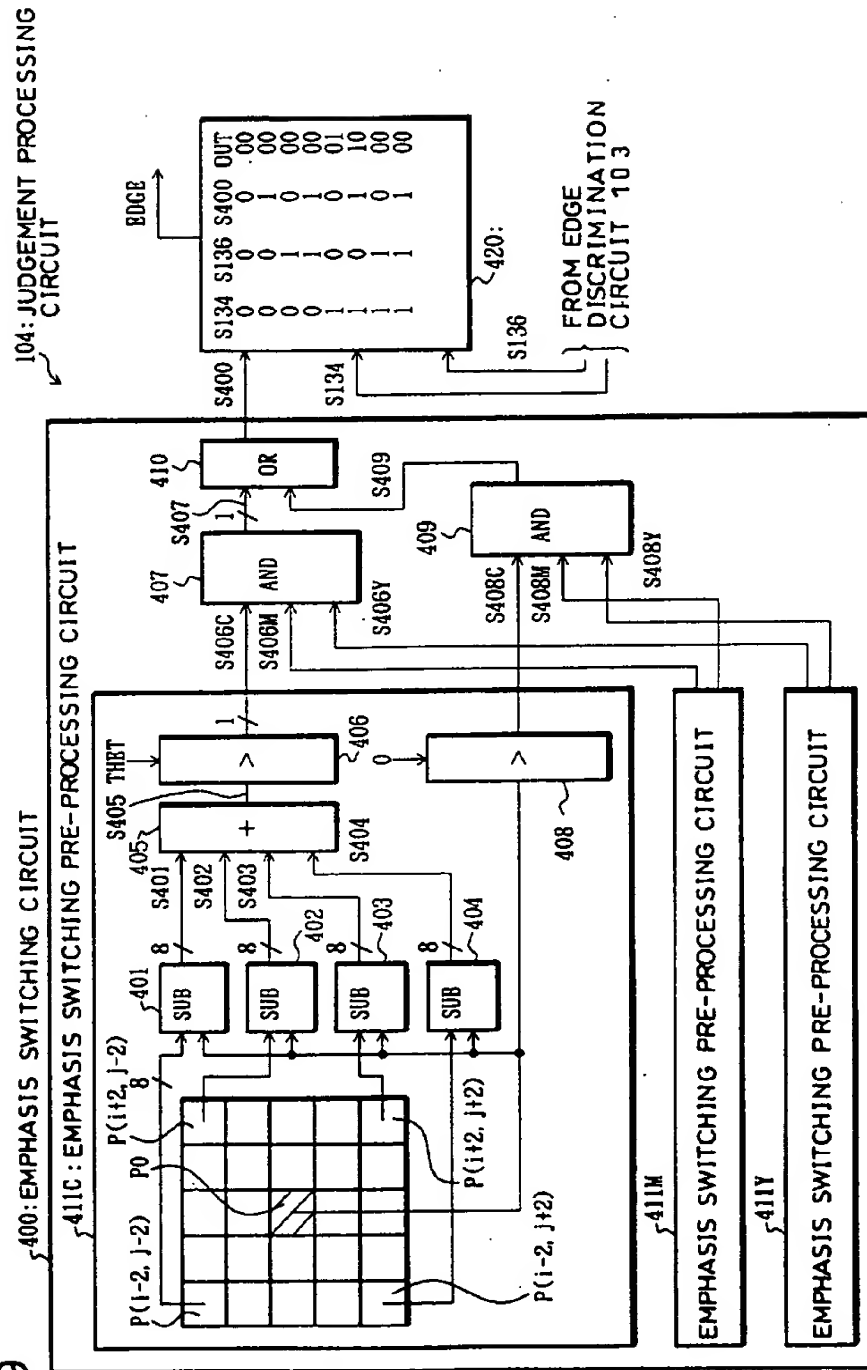 104:JUDGEMENT PROCESSING
CIRCUIT
400:EMPHASIS SWITCHING CIRCUIT
411C:EMPHASIS SWITCHING PRE-PROCESSING CIRCUIT
P(i-2, j-2)
P0
P(i+2, j-2)
8
P(i-2, j+2)
P(i+2, j+2)
401
SUB
8
SUB
402
8
SUB
403
8
SUB
404
8
S401
S402
S403
S404
405
+
S405
THET
>
406
1
0
>
408
S406C
S406M
S406Y
407
AND
S407
1
410
OR
S409
S408C
S408M
S408Y
409
AND
S400
S134
S136
EDGE
S134 S136 S400 OUT
0 0 0 00
0 0 1 00
0 1 0 00
0 1 1 00
1 0 0 01
1 0 1 10
1 1 0 00
1 1 1 00
420:
FROM EDGE
DISCRIMINATION
CIRCUIT 103
411M
EMPHASIS SWITCHING PRE-PROCESSING CIRCUIT
411Y
EMPHASIS SWITCHING PRE-PROCESSING CIRCUIT